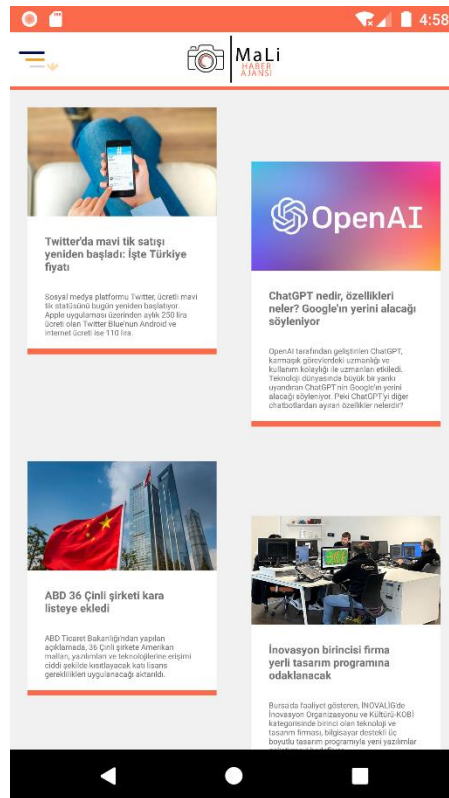 4:58
MaLi
HABER
AJANSI
Twitter'da mavi tik satışı
yeniden başladı: İşte Türkiye
fiyatı
Sosyal medya platformu Twitter, ücretli mavi
tik statüsünü bugün yeniden başlatıyor.
Apple uygulaması üzerinden aylık 250 lira
ücreti olan Twitter Blue'nun Android ve
internet ücreti ise 110 lira.
OpenAI
ChatGPT nedir, özellikleri
neler? Google'ın yerini alacağı
söyleniyor
OpenAI tarafından geliştirilen ChatGPT,
karmaşık görevlerdeki uzmanlığı ve
kullanım kolaylığı ile uzmanları etkiledi.
Teknoloji dünyasında büyük bir yankı
uyandıran ChatGPT'nin Google'ın yerini
alacağı söyleniyor. Peki ChatGPT'yi diğer
chatbotlardan ayıran özellikler nelerdir?
ABD 36 Çinli şirketi kara
listeye ekledi
ABD Ticaret Bakanlığından yapılan
açıklamada, 36 Çinli şirkete Amerikan
malları, yazılımları ve teknolojilerine erişimi
ciddi şekilde kısıtlayacak katı lisans
gereklilikleri uygulanacağı aktarıldı.
İnovasyon birincisi firma
yerli tasarım programına
odaklanacak
Bursa'da faaliyet gösteren, İNOVALİG'de
İnovasyon Organizasyonu ve Kültürü-KOBİ
kategorisinde birinci olan teknoloji ve
tasarım firması, bilgisayar destekli üç
boyutlu tasarım programıyla yeni yazılımlar